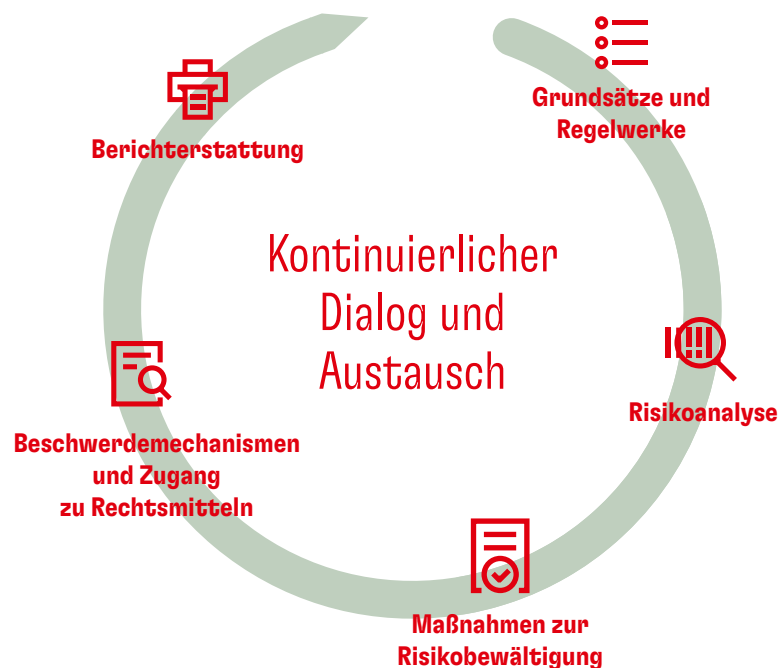 Grundsätze und
Regelwerke
Berichterstattung
Kontinuierlicher
Dialog und
Austausch
Risikoanalyse
Beschwerdemechanismen
und Zugang
zu Rechtsmitteln
Maßnahmen zur
Risikobewältigung